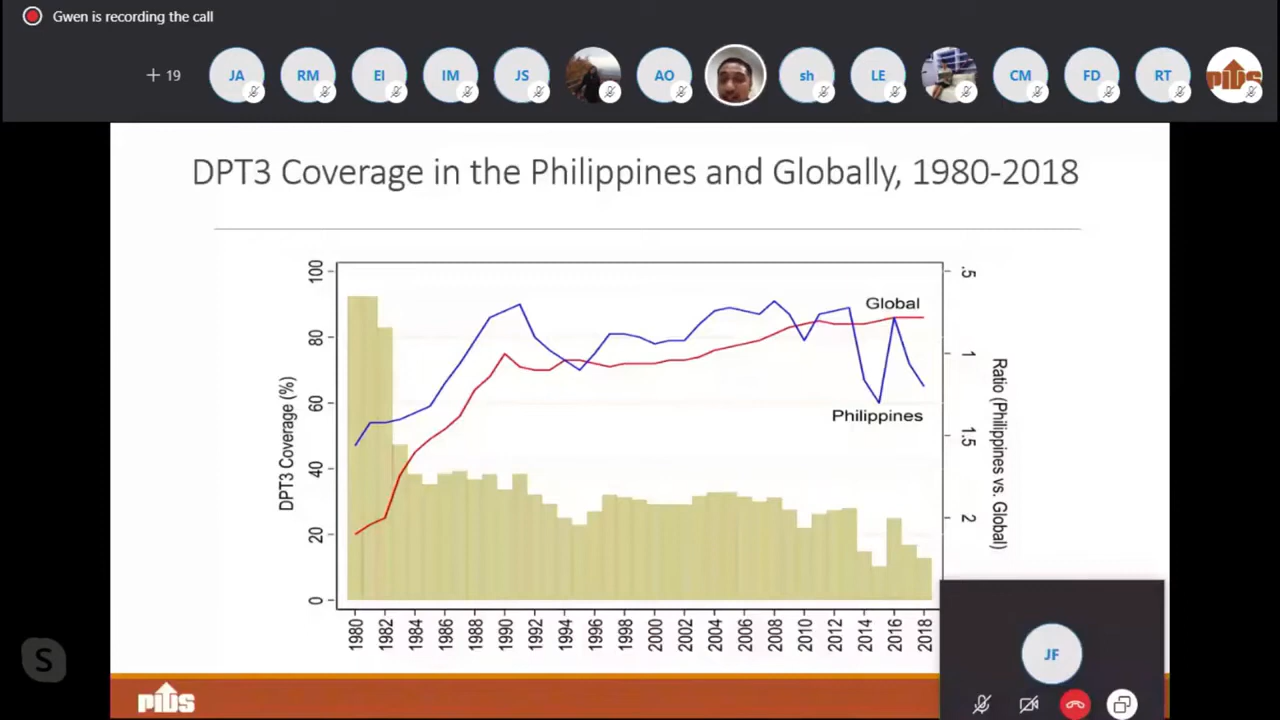 Gwen is recording the call
+ 19
JA
RM
EI
IM
JS
AO
sh
LE
CM
FD
RT
PIDS
DPT3 Coverage in the Philippines and Globally, 1980-2018
DPT3 Coverage (%)
100
80
60
40
20
0
Global
Philippines
.5
1
1.5
2
Ratio (Philippines vs. Global)
1980
1982
1984
1986
1988
1990
1992
1994
1996
1998
2000
2002
2004
2006
2008
2010
2012
2014
2016
2018
S
JF
PIDS